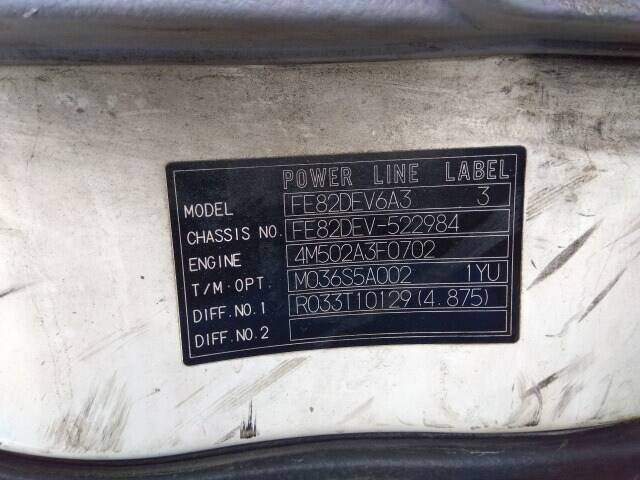 POWER LINE LABEL
MODEL FE82DEV6A3 3
CHASSIS NO. FE82DEV-522984
ENGINE 4M502A3F0702
T/M·OPT. M036S5A002 1YU
DIFF.NO.1 R033T10129(4.875)
DIFF.NO.2